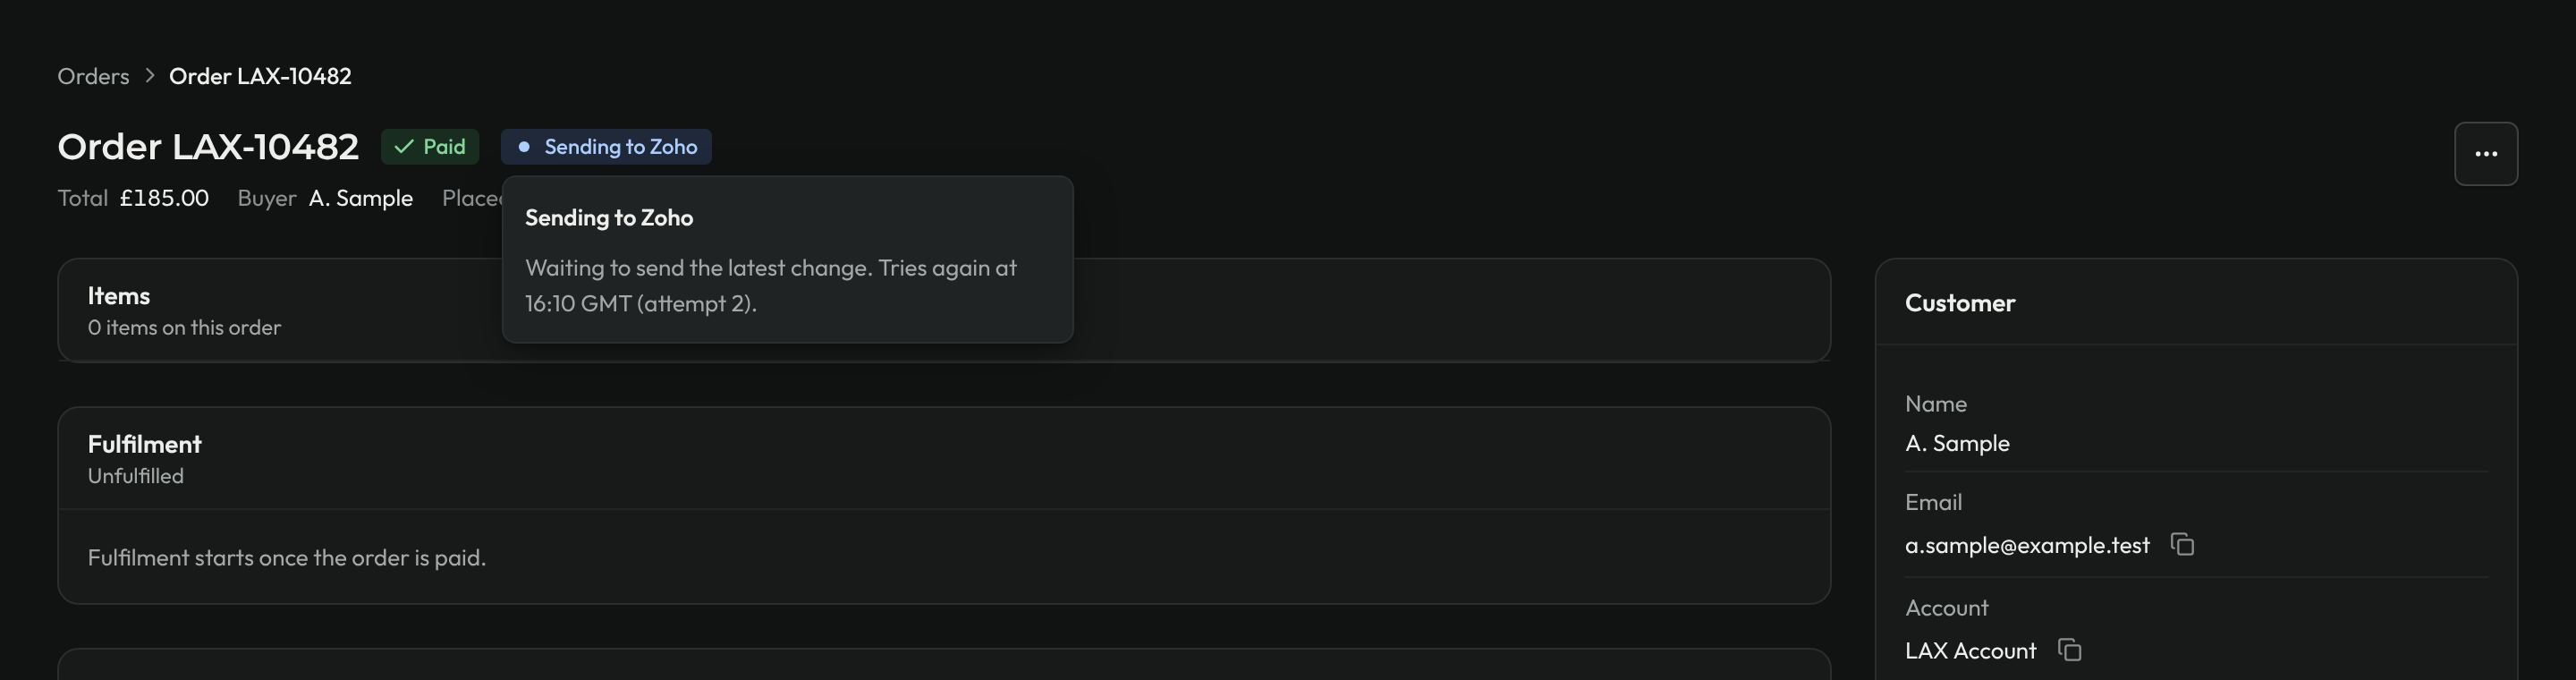 Orders > Order LAX-10482
Order LAX-10482 Paid Sending to Zoho
Total £185.00 Buyer A. Sample
Sending to Zoho
Waiting to send the latest change. Tries again at
16:10 GMT (attempt 2).
Items
0 items on this order
Fulfilment
Unfulfilled
Fulfilment starts once the order is paid.
Customer
Name
A. Sample
Email
a.sample@example.test
Account
LAX Account